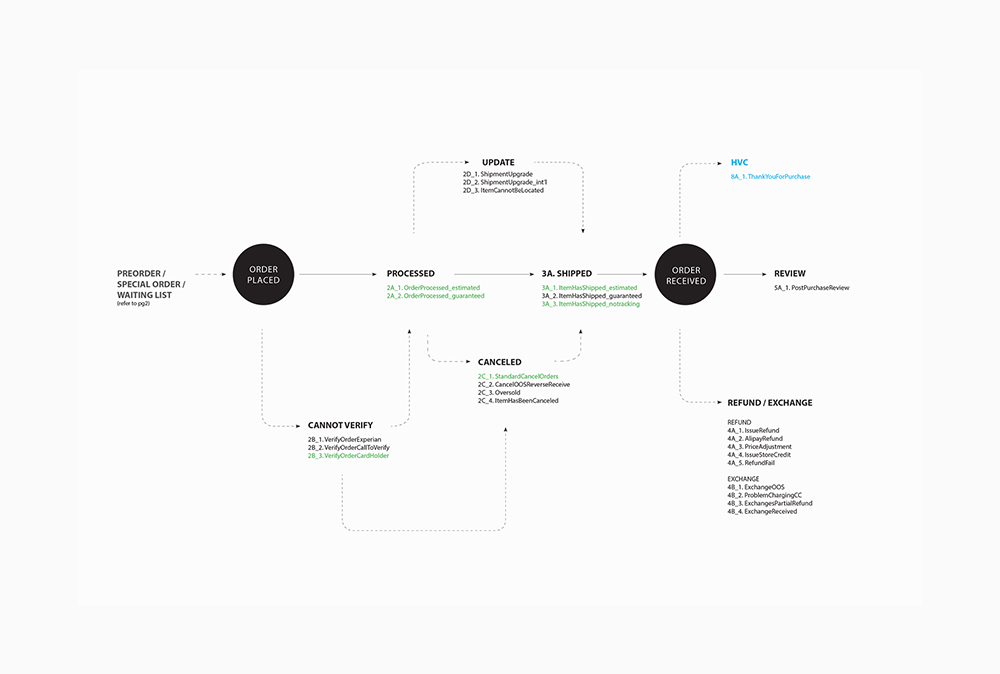 UPDATE
2D_1. ShipmentUpgrade
2D_2. ShipmentUpgrade_int'l
2D_3. ItemCannotBeLocated
HVC
8A_1. ThankYouForPurchase
PREORDER /
SPECIAL ORDER /
WAITING LIST
(refer to pg2)
ORDER
PLACED
PROCESSED
2A_1. OrderProcessed_estimated
2A_2. OrderProcessed_guaranteed
3A. SHIPPED
3A_1. ItemHasShipped_estimated
3A_2. ItemHasShipped_guaranteed
3A_3. ItemHasShipped_notracking
ORDER
RECEIVED
REVIEW
5A_1. PostPurchaseReview
CANCELED
2C_1. StandardCancelOrders
2C_2. CancelOOSReverseReceive
2C_3. Oversold
2C_4. ItemHasBeenCanceled
CANNOT VERIFY
2B_1. VerifyOrderExperian
2B_2. VerifyOrderCallToVerify
2B_3. VerifyOrderCardHolder
REFUND / EXCHANGE
REFUND
4A_1. IssueRefund
4A_2. AlipayRefund
4A_3. PriceAdjustment
4A_4. IssueStoreCredit
4A_5. RefundFail
EXCHANGE
4B_1. ExchangeOOS
4B_2. ProblemChargingCC
4B_3. ExchangesPartialRefund
4B_4. ExchangeReceived